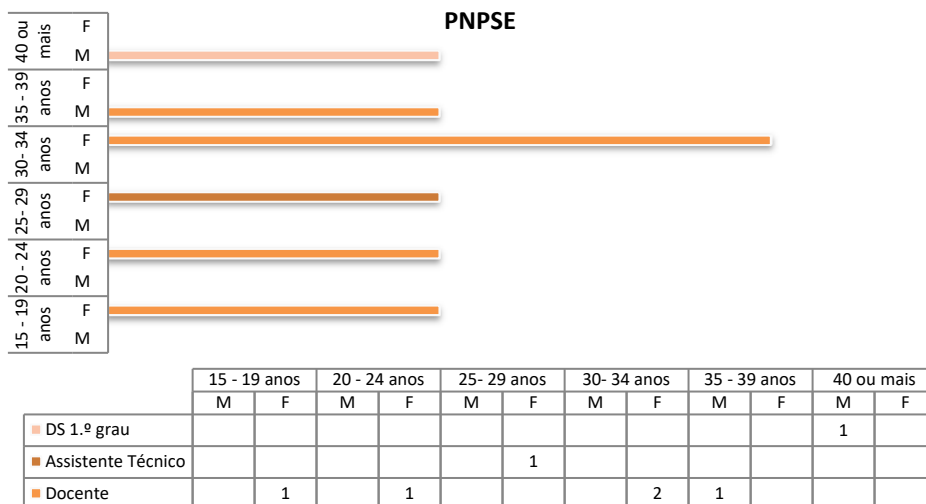 PNPSE
40 ou mais F
M
35 - 39 anos F
M
30- 34 anos F
M
25- 29 anos F
M
20 - 24 anos F
M
15 - 19 anos F
M
15 - 19 anos 20 - 24 anos 25- 29 anos 30- 34 anos 35 - 39 anos 40 ou mais
M F M F M F M F M F M F
DS 1.º grau 1
Assistente Técnico 1
Docente 1 1 2 1